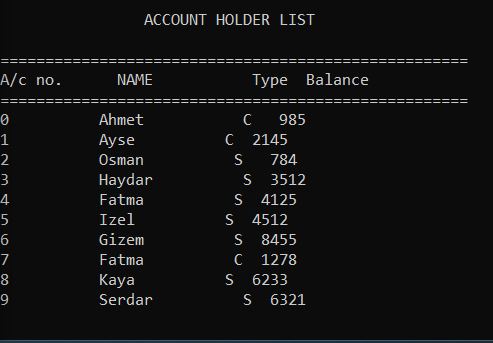 ACCOUNT HOLDER LIST
====================================================
A/c no.      NAME           Type  Balance
====================================================
0          Ahmet           C   985
1          Ayse          C  2145
2          Osman          S   784
3          Haydar          S  3512
4          Fatma          S  4125
5          Izel          S  4512
6          Gizem          S  8455
7          Fatma          C  1278
8          Kaya          S  6233
9          Serdar          S  6321